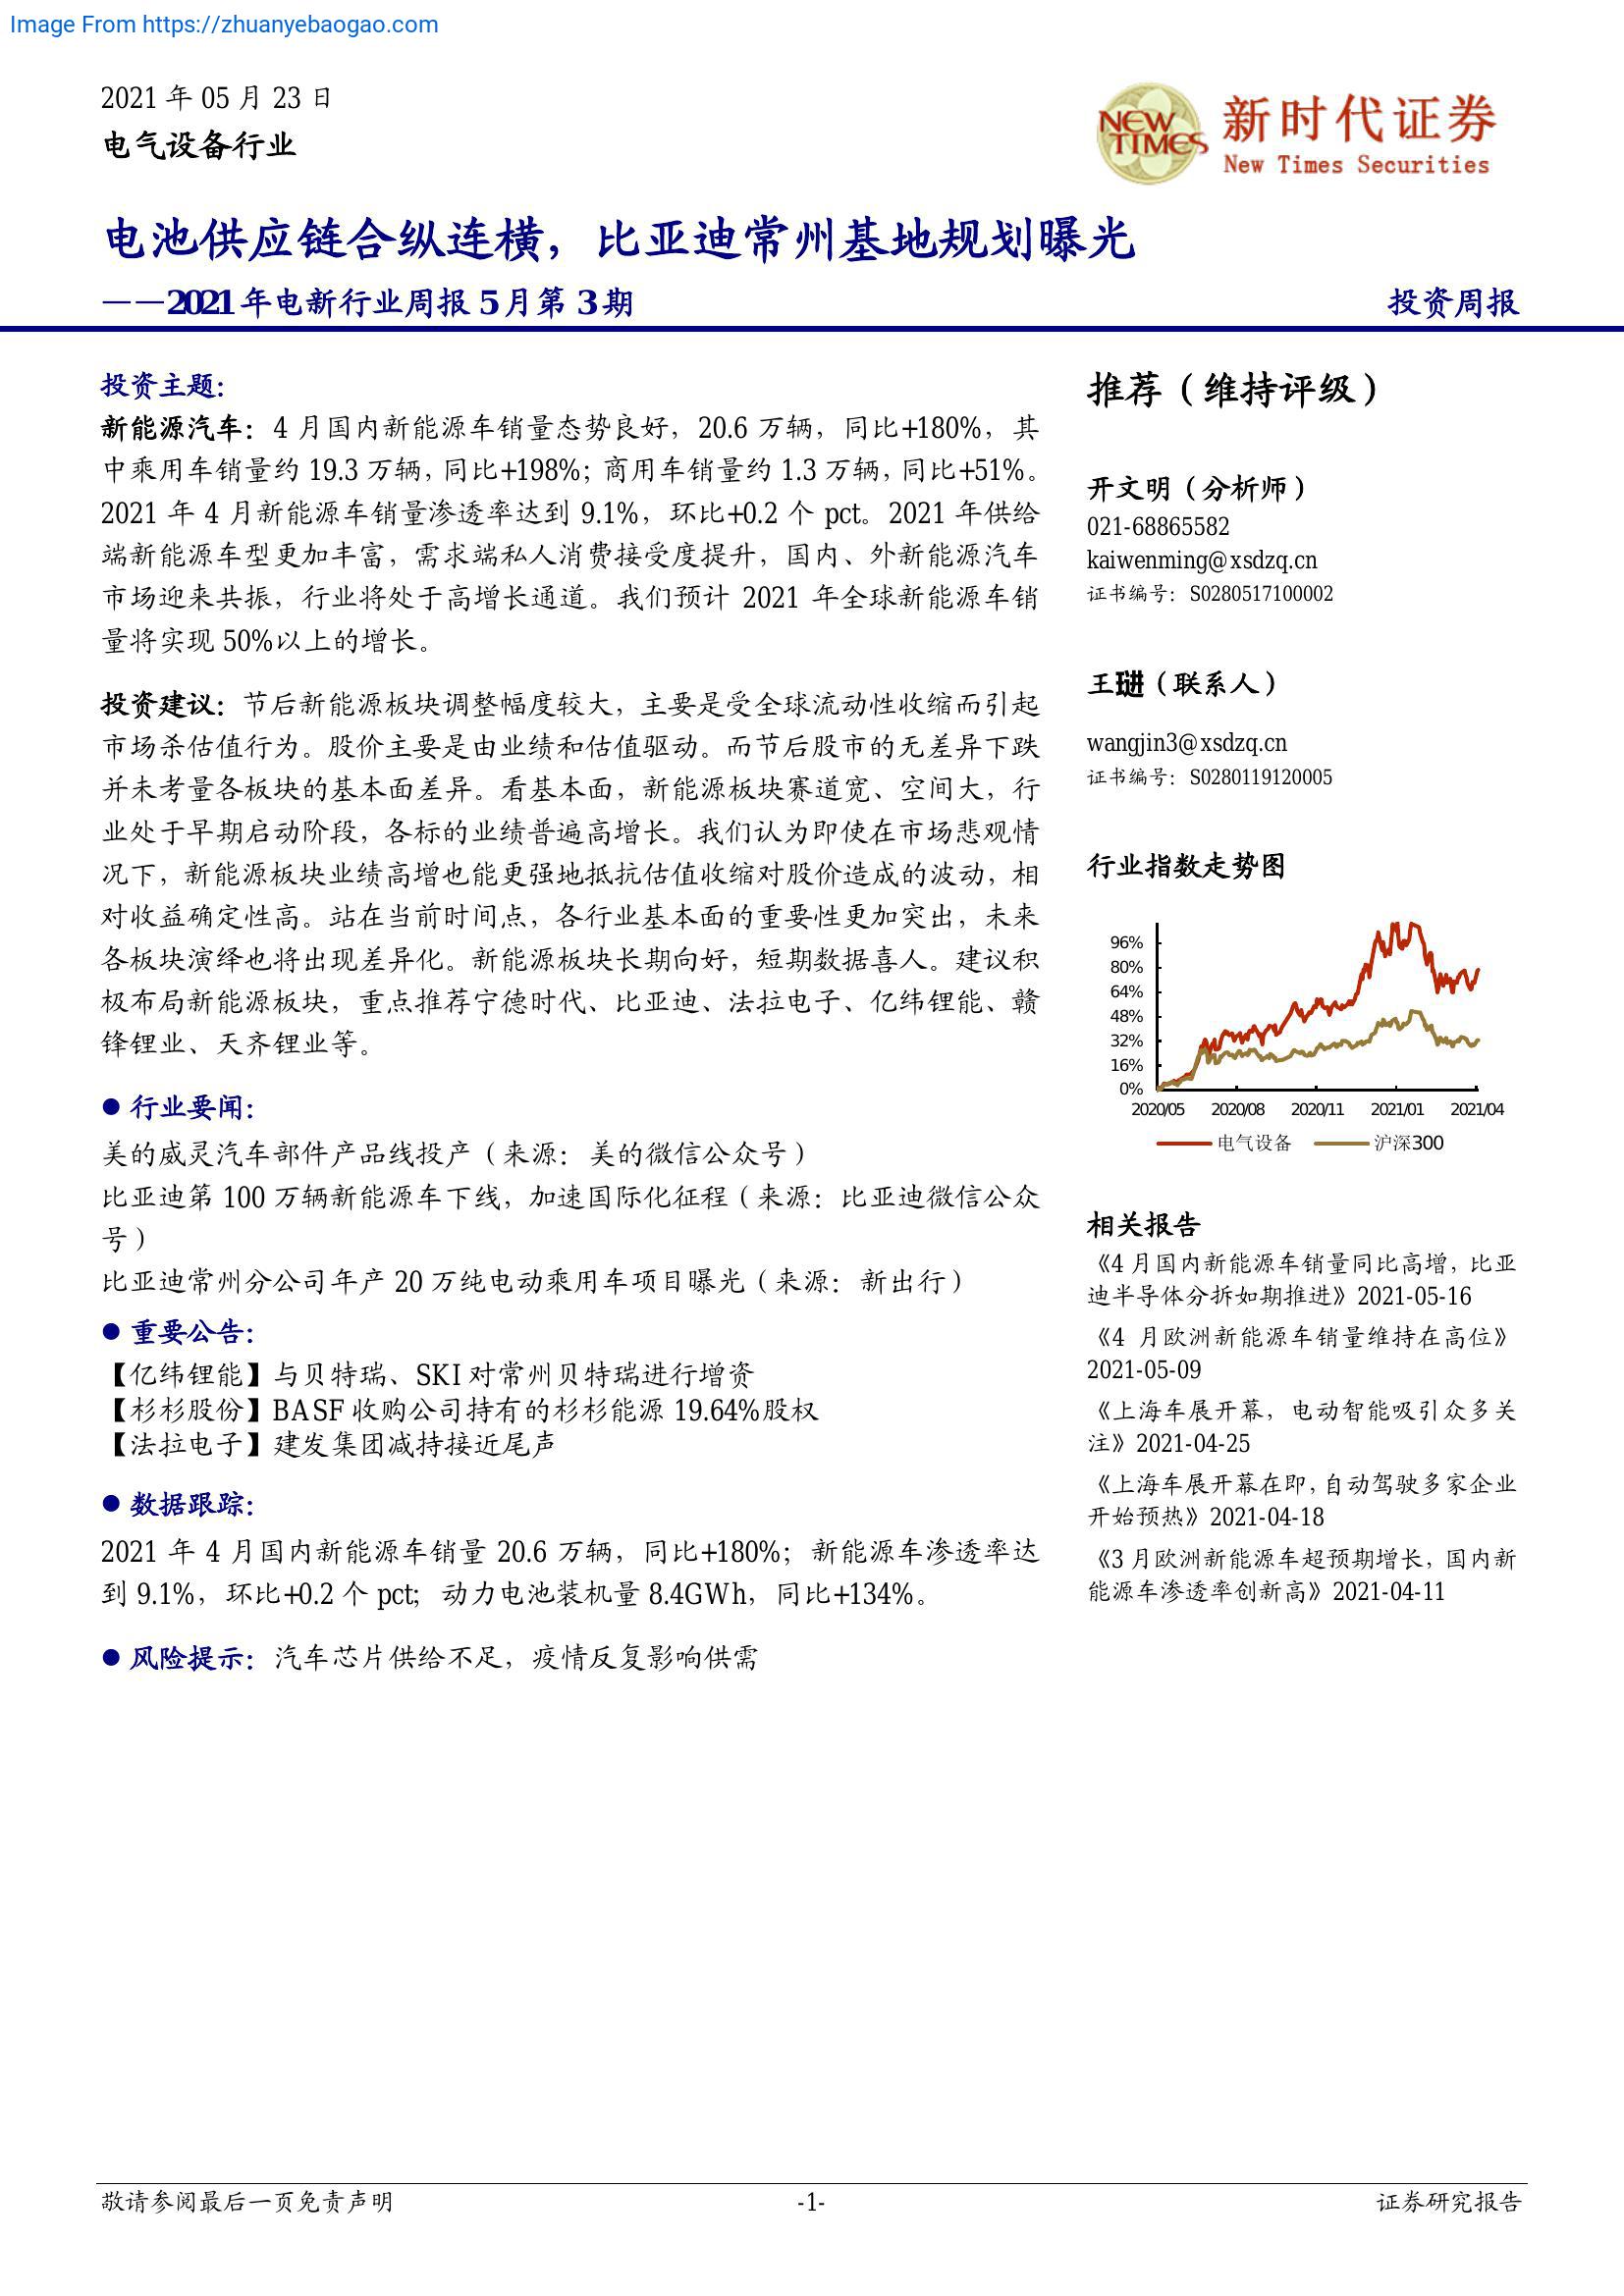 Image From https://zhuanyebaogao.com
2021 年 05 月 23 日
电气设备行业
NEW TIMES
新时代证券
New Times Securities
电池供应链合纵连横，比亚迪常州基地规划曝光
——2021 年电新行业周报 5 月第 3 期
投资周报
投资主题：
新能源汽车：4 月国内新能源车销量态势良好，20.6 万辆，同比+180%，其
中乘用车销量约 19.3 万辆，同比+198%；商用车销量约 1.3 万辆，同比+51%。
2021 年 4 月新能源车销量渗透率达到 9.1%，环比+0.2 个 pct。2021 年供给
端新能源车型更加丰富，需求端私人消费接受度提升，国内、外新能源汽车
市场迎来共振，行业将处于高增长通道。我们预计 2021 年全球新能源车销
量将实现 50%以上的增长。
投资建议：节后新能源板块调整幅度较大，主要是受全球流动性收缩而引起
市场杀估值行为。股价主要是由业绩和估值驱动。而节后股市的无差异下跌
并未考量各板块的基本面差异。看基本面，新能源板块赛道宽、空间大，行
业处于早期启动阶段，各标的业绩普遍高增长。我们认为即使在市场悲观情
况下，新能源板块业绩高增也能更强地抵抗估值收缩对股价造成的波动，相
对收益确定性高。站在当前时间点，各行业基本面的重要性更加突出，未来
各板块演绎也将出现差异化。新能源板块长期向好，短期数据喜人。建议积
极布局新能源板块，重点推荐宁德时代、比亚迪、法拉电子、亿纬锂能、赣
锋锂业、天齐锂业等。
● 行业要闻：
美的威灵汽车部件产品线投产（来源：美的微信公众号）
比亚迪第 100 万辆新能源车下线，加速国际化征程（来源：比亚迪微信公众
号）
比亚迪常州分公司年产 20 万纯电动乘用车项目曝光（来源：新出行）
● 重要公告：
【亿纬锂能】与贝特瑞、SKI 对常州贝特瑞进行增资
【杉杉股份】BASF 收购公司持有的杉杉能源 19.64%股权
【法拉电子】建发集团减持接近尾声
● 数据跟踪：
2021 年 4 月国内新能源车销量 20.6 万辆，同比+180%；新能源车渗透率达
到 9.1%，环比+0.2 个 pct；动力电池装机量 8.4GWh，同比+134%。
● 风险提示：汽车芯片供给不足，疫情反复影响供需
推荐（维持评级）
开文明（分析师）
021-68865582
kaiwenming@xsdzq.cn
证书编号：S0280517100002
王琎（联系人）
wangjin3@xsdzq.cn
证书编号：S0280119120005
行业指数走势图
96%
80%
64%
48%
32%
16%
0%
2020/05 2020/08 2020/11 2021/01 2021/04
电气设备 沪深300
相关报告
《4 月国内新能源车销量同比高增，比亚
迪半导体分拆如期推进》2021-05-16
《4 月欧洲新能源车销量维持在高位》
2021-05-09
《上海车展开幕，电动智能吸引众多关
注》2021-04-25
《上海车展开幕在即，自动驾驶多家企业
开始预热》2021-04-18
《3 月欧洲新能源车超预期增长，国内新
能源车渗透率创新高》2021-04-11
敬请参阅最后一页免责声明
-1-
证券研究报告